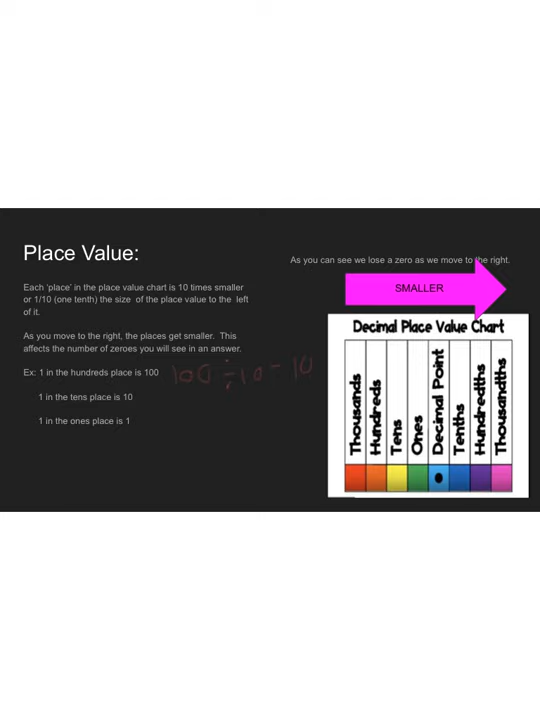 Place Value:
Each 'place' in the place value chart is 10 times smaller
or 1/10 (one tenth) the size of the place value to the left
of it.
As you move to the right, the places get smaller. This
affects the number of zeroes you will see in an answer.
Ex: 1 in the hundreds place is 100
100 ÷ 10 = 10
1 in the tens place is 10
1 in the ones place is 1
As you can see we lose a zero as we move to the right.
SMALLER
Decimal Place Value Chart
Thousands
Hundreds
Tens
Ones
Decimal Point
Tenths
Hundredths
Thousandths